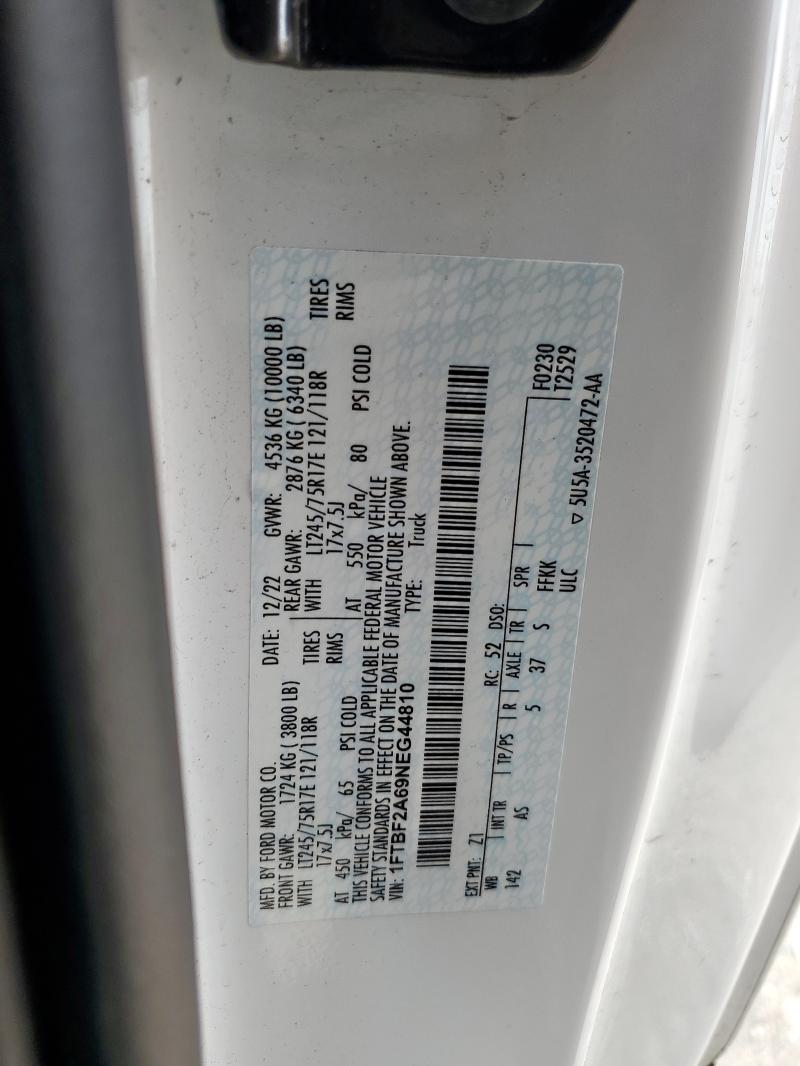 MFD. BY FORD MOTOR CO.
DATE: 12/22 GVWR: 4536 KG (10000 LB)
FRONT GAWR: 1724 KG ( 3800 LB) REAR GAWR: 2876 KG ( 6340 LB)
WITH LT245/75R17E 121/118R TIRES WITH LT245/75R17E 121/118R TIRES
17x7.5J RIMS 17x7.5J RIMS
AT 450 kPa/ 65 PSI COLD AT 550 kPa/ 80 PSI COLD
THIS VEHICLE CONFORMS TO ALL APPLICABLE FEDERAL MOTOR VEHICLE
SAFETY STANDARDS IN EFFECT ON THE DATE OF MANUFACTURE SHOWN ABOVE.
VIN: 1FTBF2A69NEG44810 TYPE: Truck
EXT PNT: Z1 RC: 52 DSO: F0230
WB INT TR TP/PS R AXLE TR SPR T2529
142 AS 5 37 S FFKK
ULC
▽ 5U5A-3520472-AA